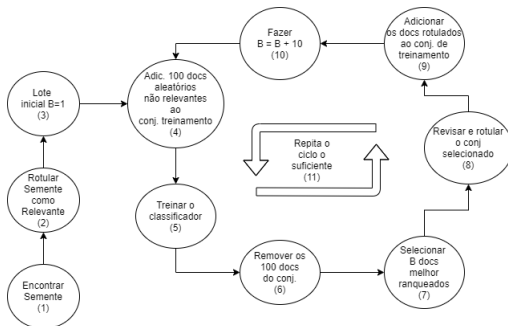 Encontrar
Semente
(1)
Rotular
Semente
como
Relevante
(2)
Lote
inicial B=1
(3)
Adic. 100 docs
aleatórios
não relevantes
ao
conj. treinamento
(4)
Treinar o
classificador
(5)
Remover os
100 docs
do conj.
(6)
Selecionar
B docs
melhor
ranqueados
(7)
Revisar e rotular
o conj
selecionado
(8)
Adicionar
os docs rotulados
ao conj. de
treinamento
(9)
Fazer
B = B + 10
(10)
Repita o
ciclo o
suficiente
(11)